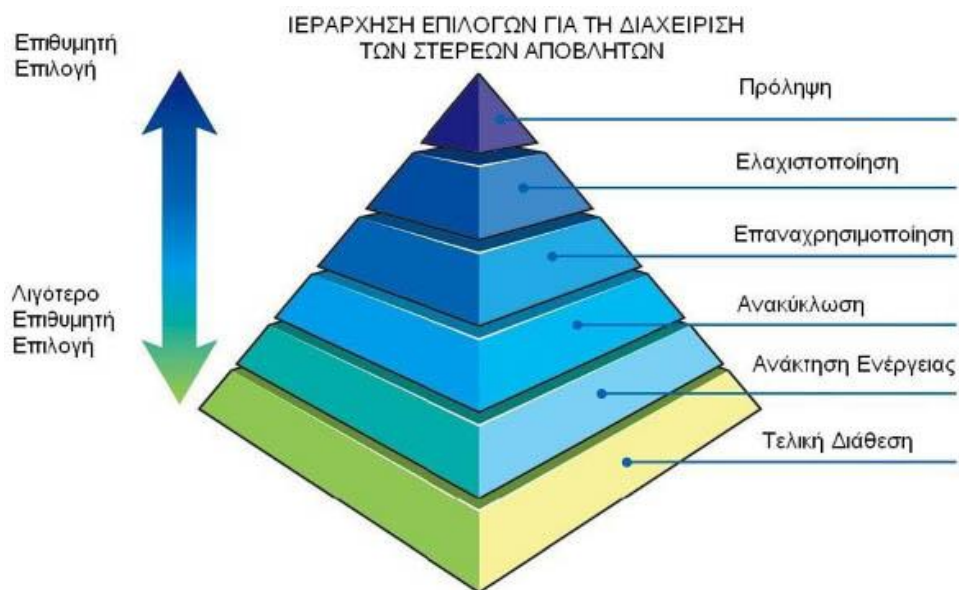 ΙΕΡΑΡΧΗΣΗ ΕΠΙΛΟΓΩΝ ΓΙΑ ΤΗ ΔΙΑΧΕΙΡΙΣΗ
ΤΩΝ ΣΤΕΡΕΩΝ ΑΠΟΒΛΗΤΩΝ
Επιθυμητή
Επιλογή
Πρόληψη
Ελαχιστοποίηση
Επαναχρησιμοποίηση
Λιγότερο
Επιθυμητή
Επιλογή
Ανακύκλωση
Ανάκτηση Ενέργειας
Τελική Διάθεση